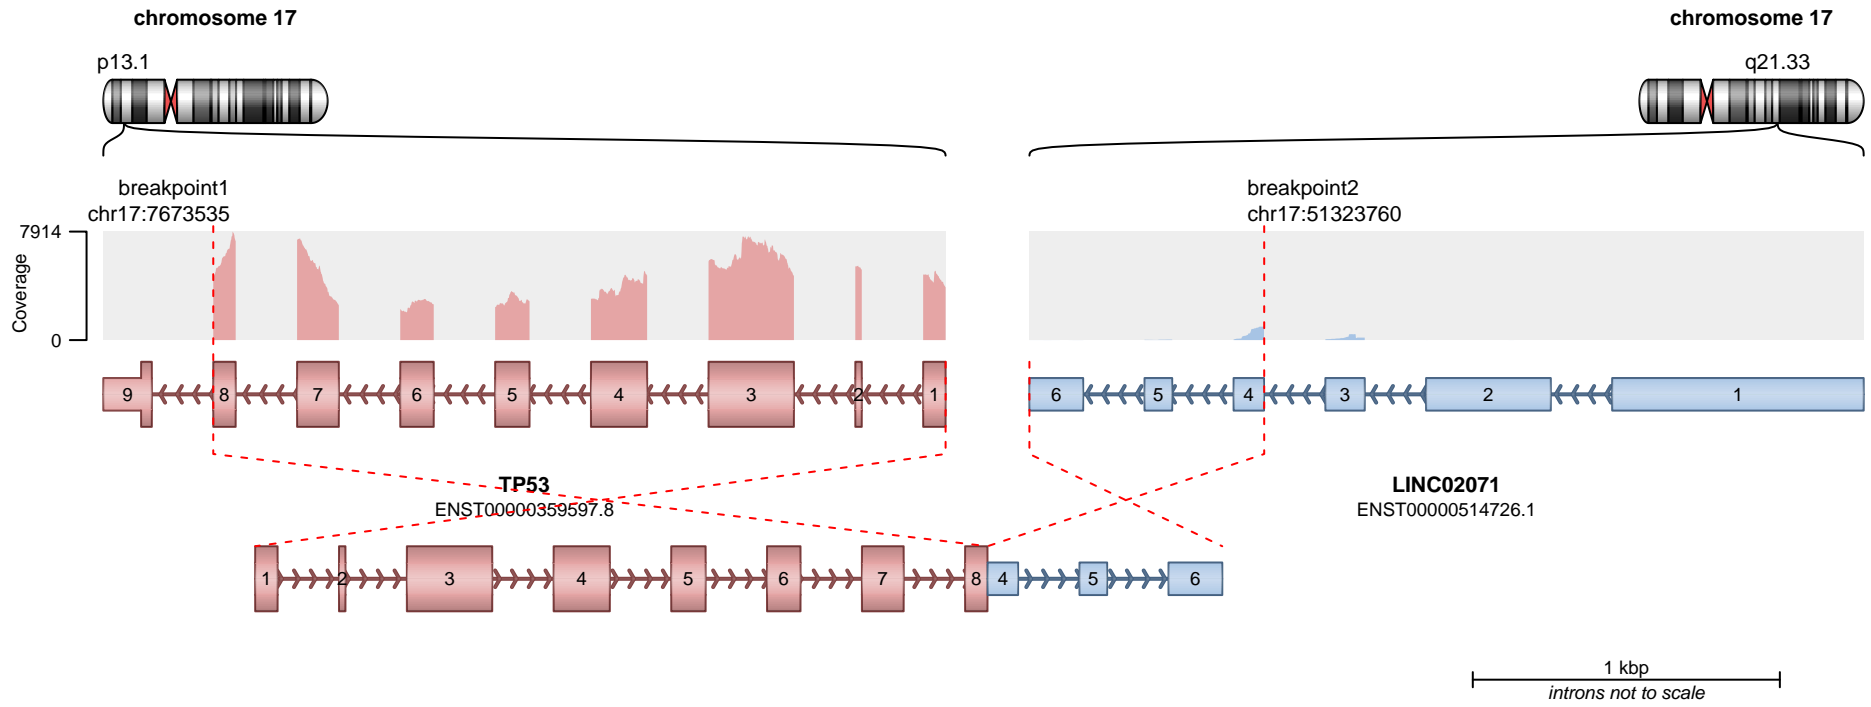 chromosome 17
chromosome 17
p13.1
q21.33
breakpoint1
chr17:7673535
breakpoint2
chr17:51323760
7914
Coverage
0
9 8 7 6 5 4 3 2 1
6 5 4 3 2 1
TP53
ENST00000359597.8
LINC02071
ENST00000514726.1
1 2 3 4 5 6 7 8 4 5 6
1 kbp
introns not to scale